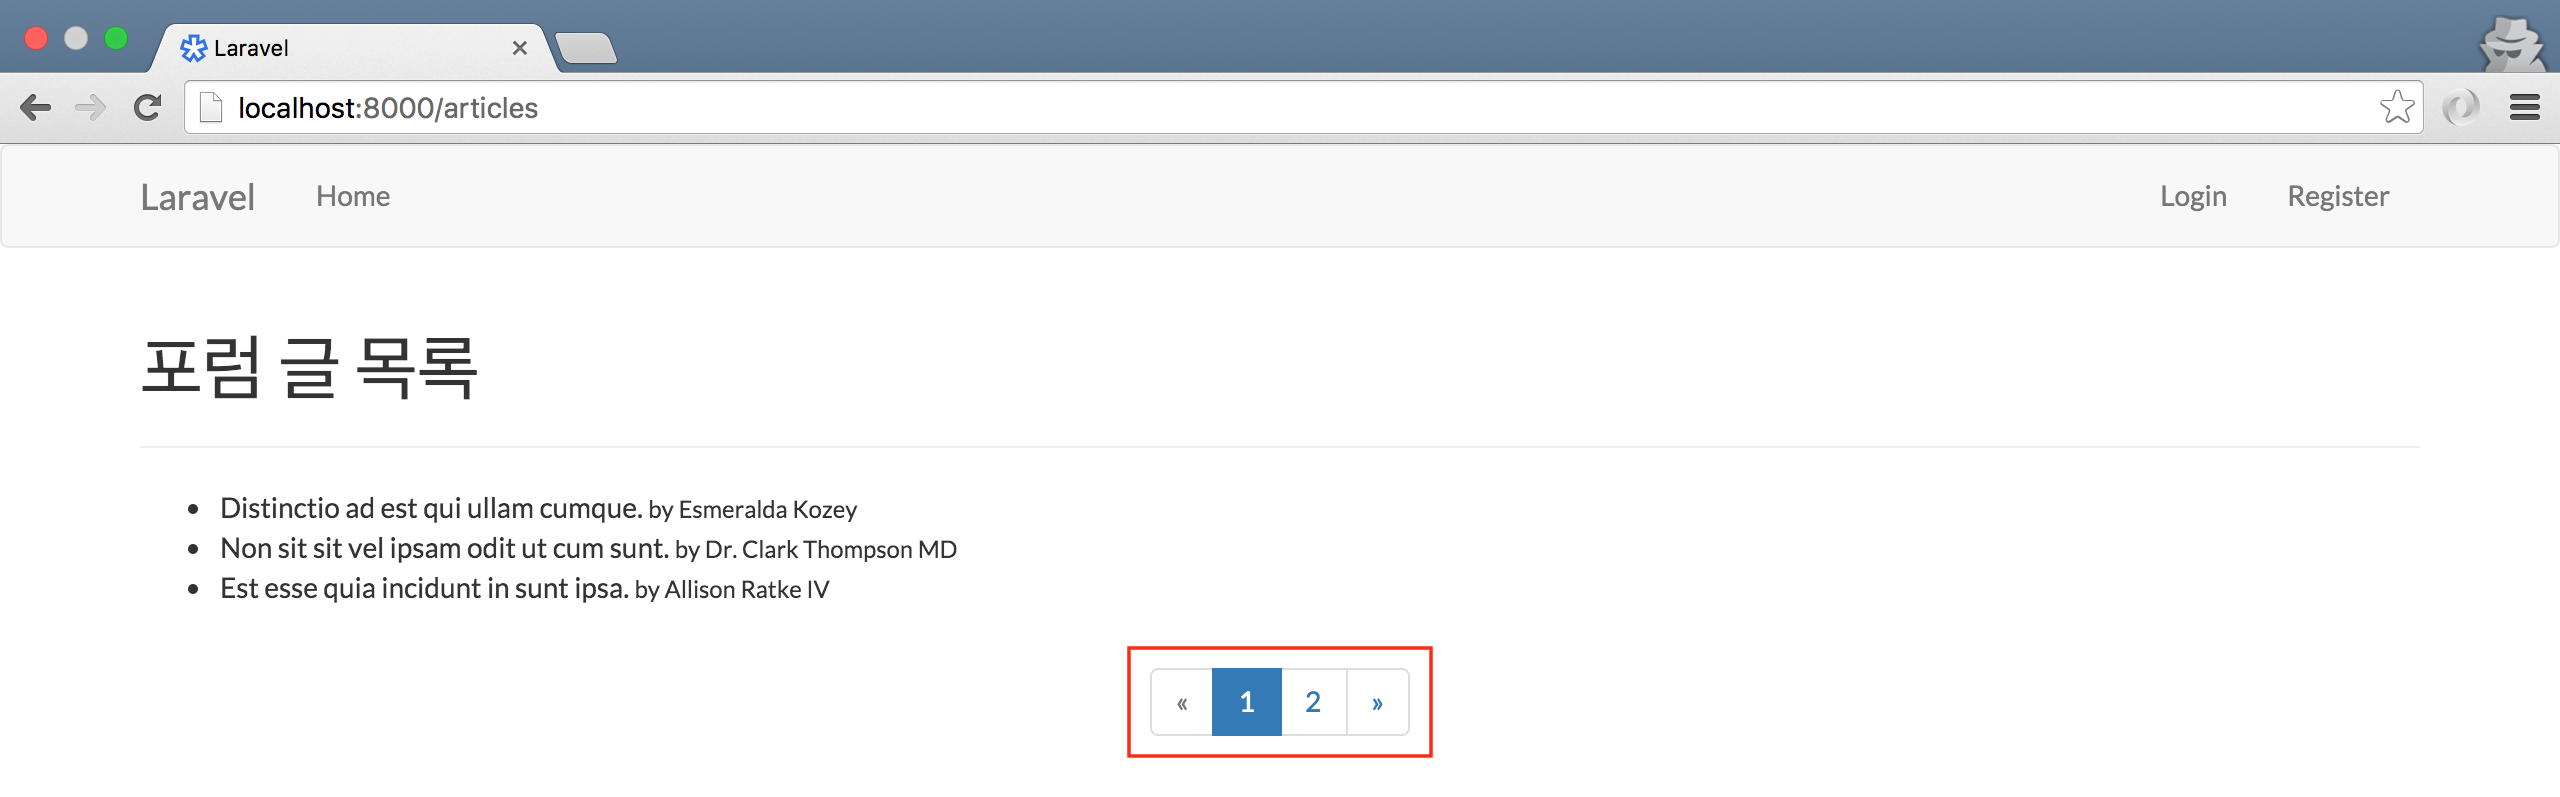 Laravel
localhost:8000/articles
Laravel Home Login Register
포럼 글 목록
Distinctio ad est qui ullam cumque. by Esmeralda Kozey
Non sit sit vel ipsam odit ut cum sunt. by Dr. Clark Thompson MD
Est esse quia incidunt in sunt ipsa. by Allison Ratke IV
« 1 2 »